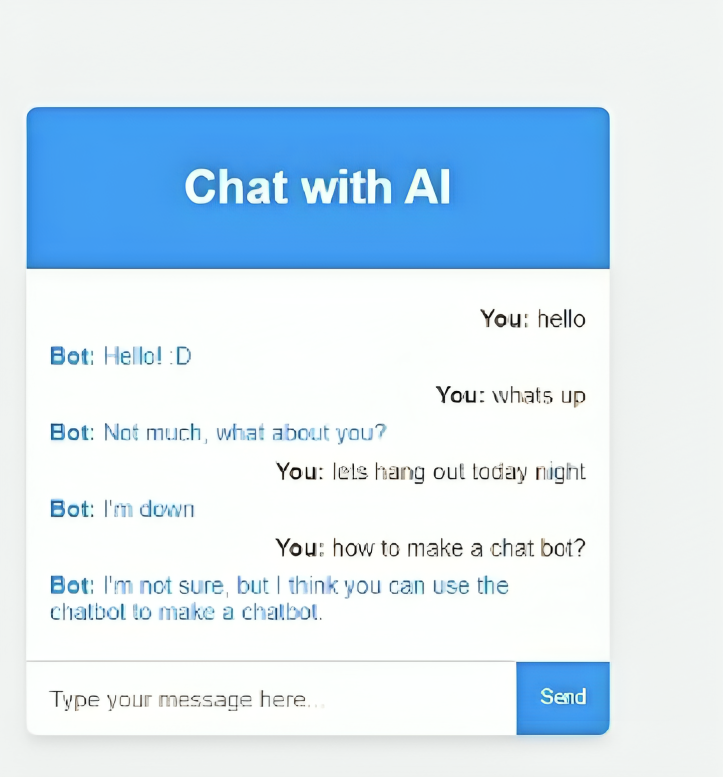 Chat with AI
You: hello
Bot: Hello! :D
You: whats up
Bot: Not much, what about you?
You: lets hang out today night
Bot: I'm down
You: how to make a chat bot?
Bot: I'm not sure, but I think you can use the
chatbot to make a chatbot.
Type your message here...
Send